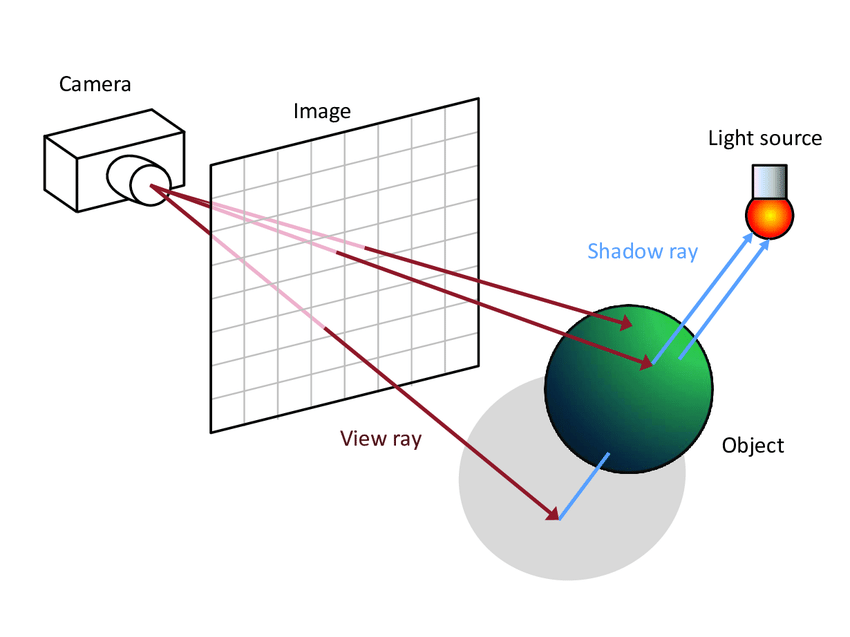 Camera
Image
Light source
Shadow ray
View ray
Object